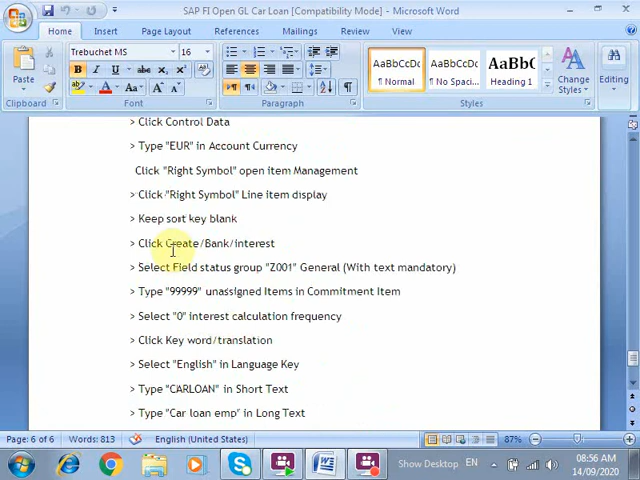 SAP FI Open GL Car Loan [Compatibility Mode] - Microsoft Word
Home Insert Page Layout References Mailings Review View
Trebuchet MS 16
Paste
Clipboard Font Paragraph Styles
AaBbCcDc AaBbCcDc AaBbC
¶ Normal ¶ No Spaci... Heading 1
Change Styles
Editing
> Click Control Data
> Type "EUR" in Account Currency
Click "Right Symbol" open item Management
> Click "Right Symbol" Line item display
> Keep sort key blank
> Click Create/Bank/interest
> Select Field status group "Z001" General (With text mandatory)
> Type "99999" unassigned Items in Commitment Item
> Select "0" interest calculation frequency
> Click Key word/translation
> Select "English" in Language Key
> Type "CARLOAN" in Short Text
> Type "Car loan emp' in Long Text
Page: 6 of 6 Words: 813 English (United States) 87%
Show Desktop EN 08:56 AM
14/09/2020